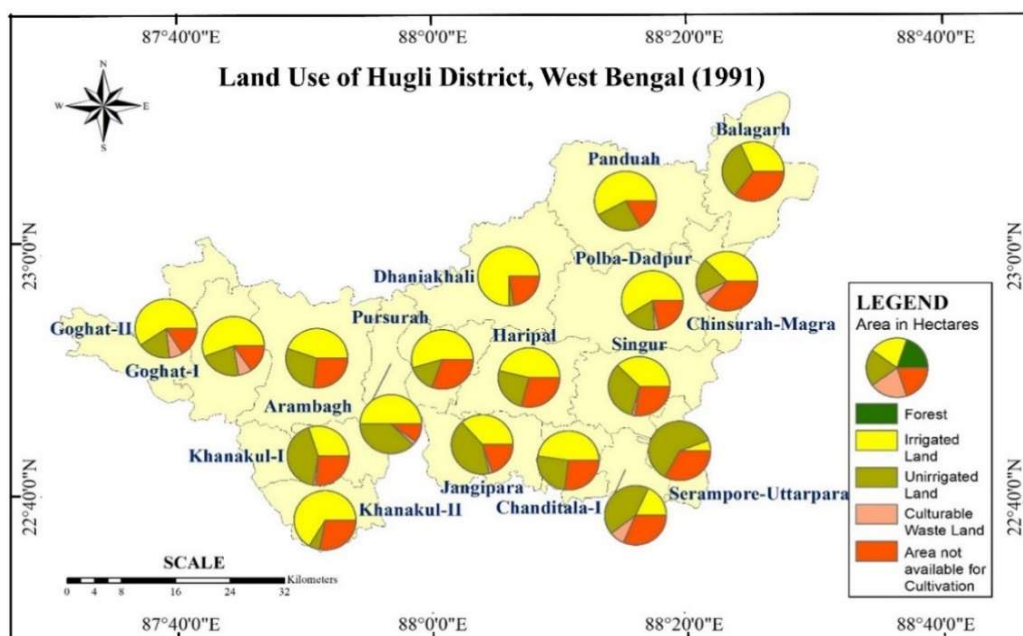 87°40'0"E 88°0'0"E 88°20'0"E 88°40'0"E
Land Use of Hugli District, West Bengal (1991)
N
W E
S
Balagarh
Panduah
23°0'0"N
23°0'0"N
Dhaniakhali
Polba-Dadpur
Chinsurah-Magra
Goghat-II
Pursurah
Haripal
Singur
Goghat-I
Arambagh
Khanakul-I
Jangipara
Serampore-Uttarpara
Khanakul-II
Chanditala-I
22°40'0"N
22°40'0"N
LEGEND
Area in Hectares
Forest
Irrigated
Land
Unirrigated
Land
Culturable
Waste Land
Area not
available for
Cultivation
SCALE
Kilometers
0 4 8 16 24 32
87°40'0"E 88°0'0"E 88°20'0"E 88°40'0"E